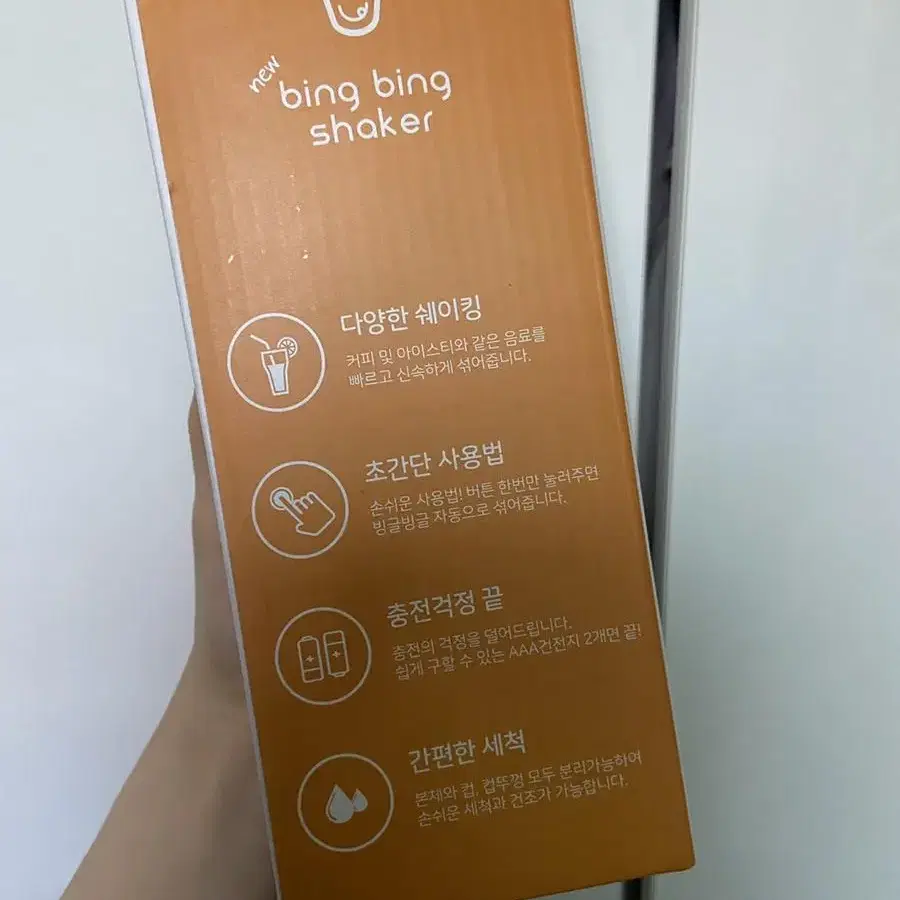 new
bing bing
shaker
다양한 쉐이킹
커피 및 아이스티와 같은 음료를
빠르고 신속하게 섞어줍니다.
초간단 사용법
손쉬운 사용법! 버튼 한번만 눌러주면
빙글빙글 자동으로 섞어줍니다.
충전걱정 끝
충전의 걱정을 덜어드립니다.
쉽게 구할 수 있는 AAA건전지 2개면 끝!
간편한 세척
본체와 컵, 컵뚜껑 모두 분리가능하여
손쉬운 세척과 건조가 가능합니다.